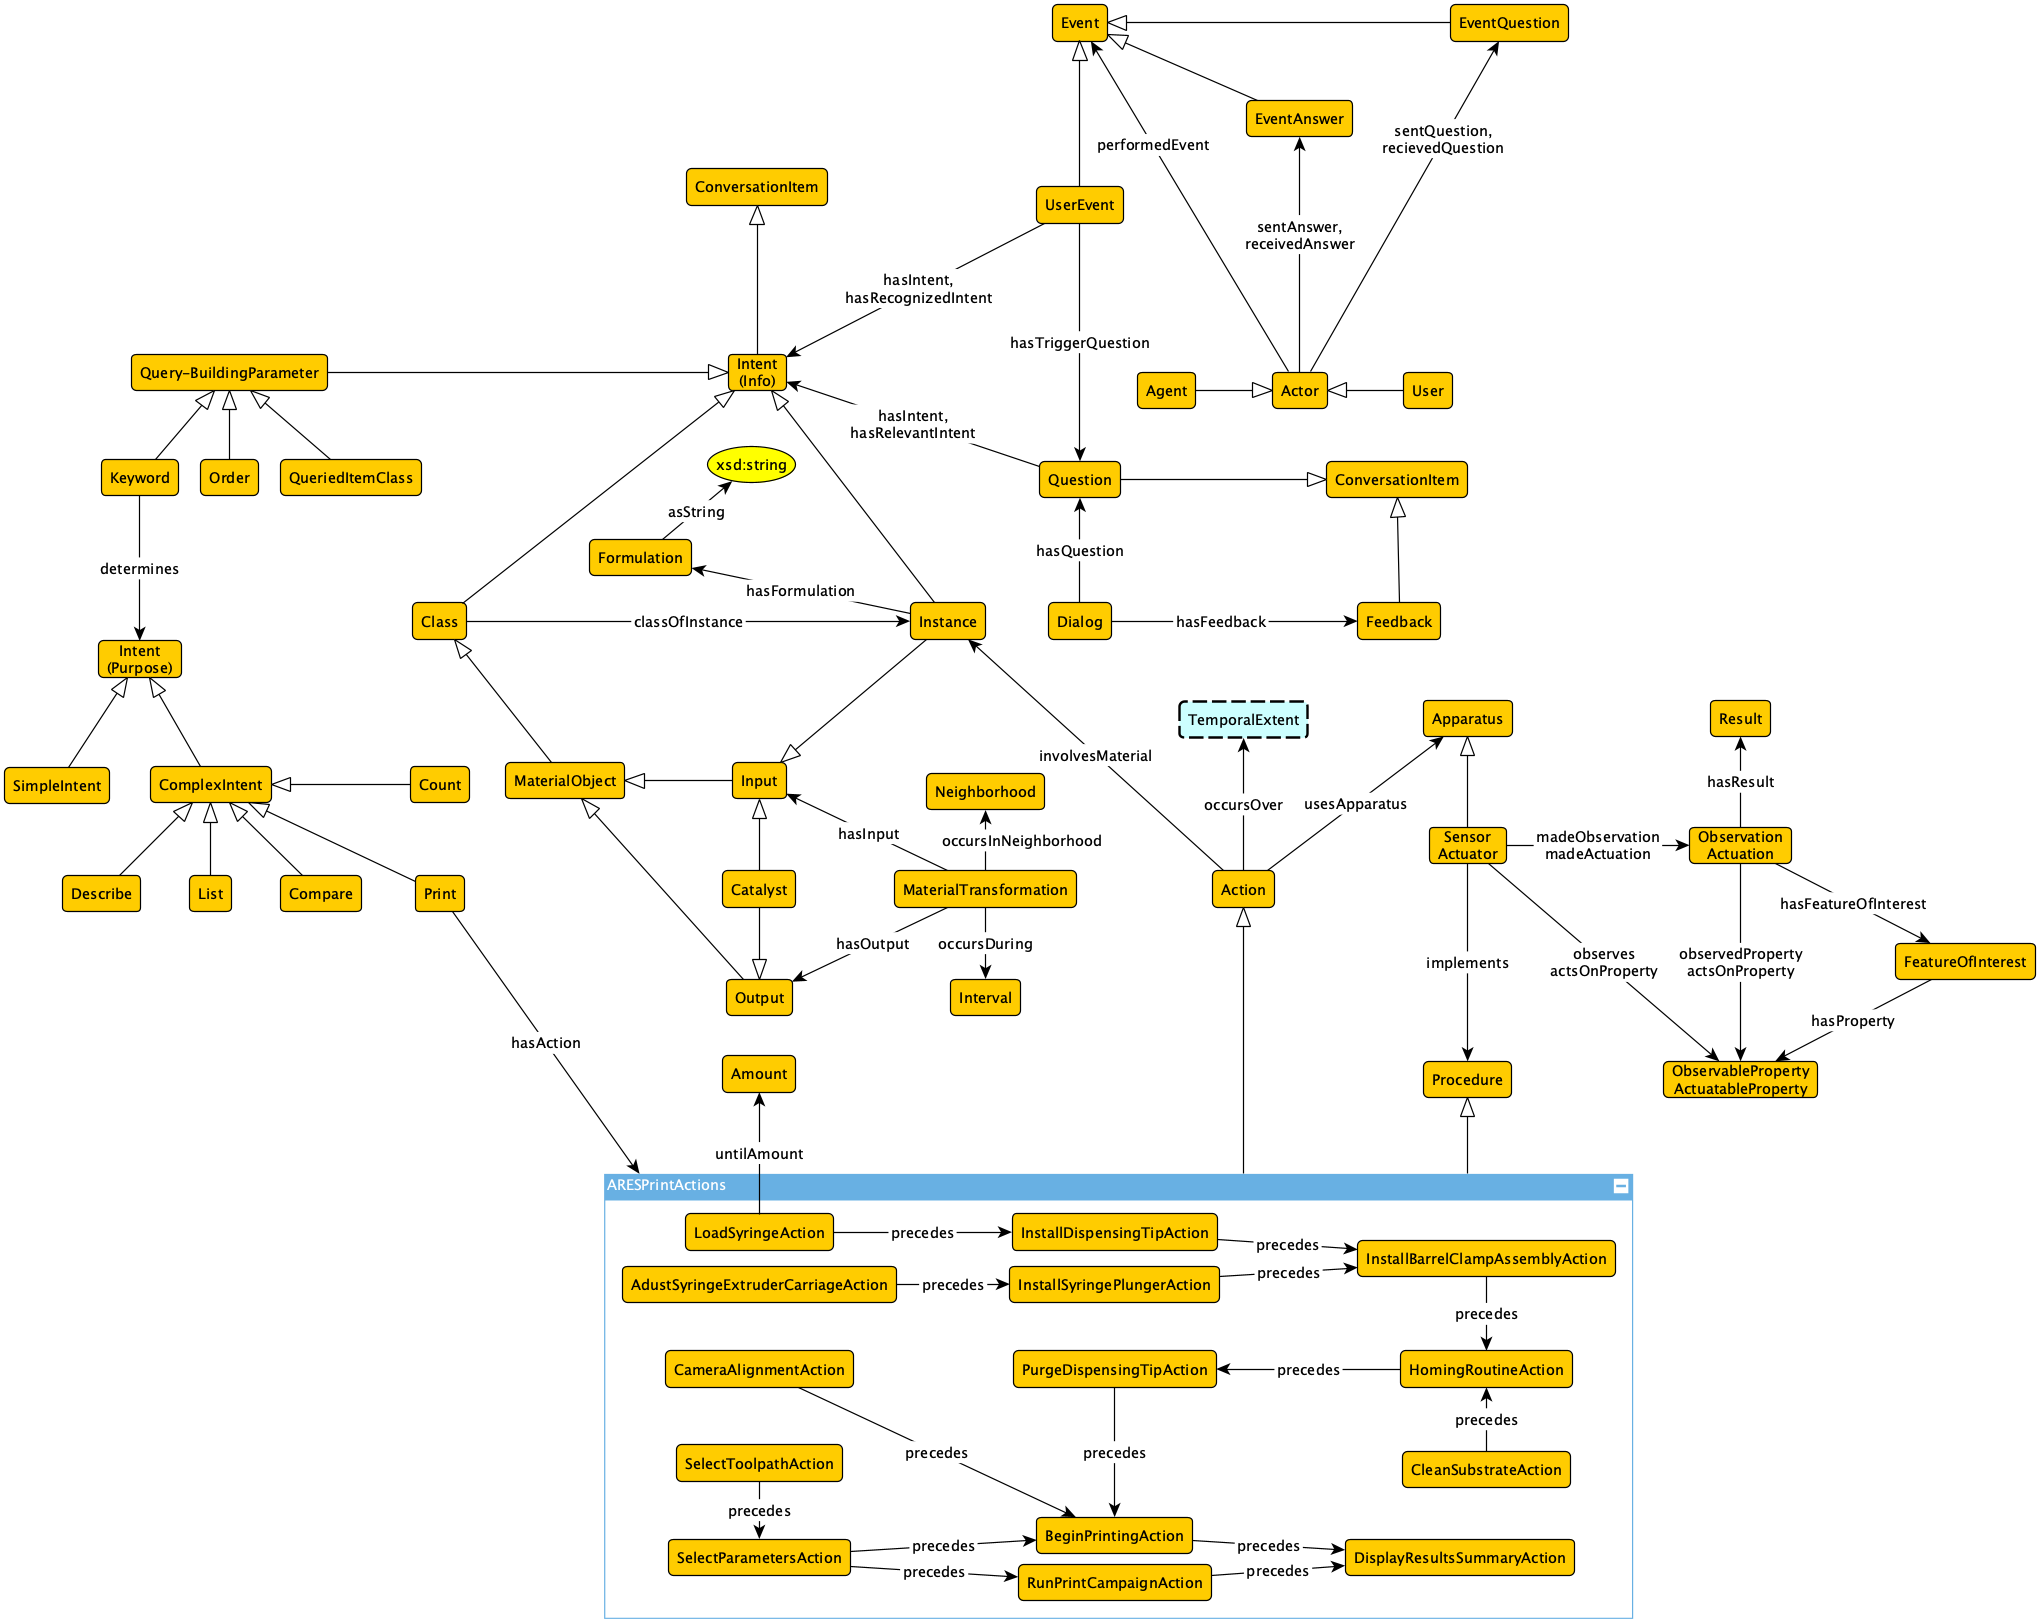 Event
EventQuestion
EventAnswer
performedEvent
sentQuestion,
recievedQuestion
ConversationItem
UserEvent
sentAnswer,
receivedAnswer
hasIntent,
hasRecognizedIntent
hasTriggerQuestion
Query-BuildingParameter
Intent
(Info)
Agent
Actor
User
hasIntent,
hasRelevantIntent
Keyword
Order
QueriedItemClass
xsd:string
Question
ConversationItem
asString
Formulation
hasQuestion
determines
hasFormulation
Class
classOfInstance
Instance
Dialog
hasFeedback
Feedback
Intent
(Purpose)
TemporalExtent
Apparatus
Result
involvesMaterial
SimpleIntent
ComplexIntent
Count
MaterialObject
Input
Neighborhood
occursOver
usesApparatus
hasResult
hasInput
occursInNeighborhood
Sensor
Actuator
madeObservation
madeActuation
Observation
Actuation
Describe
List
Compare
Print
Catalyst
MaterialTransformation
Action
hasFeatureOfInterest
hasOutput
occursDuring
implements
observes
actsOnProperty
observedProperty
actsOnProperty
FeatureOfInterest
Output
Interval
hasProperty
hasAction
Amount
Procedure
ObservableProperty
ActuatableProperty
untilAmount
ARESPrintActions
LoadSyringeAction
precedes
InstallDispensingTipAction
precedes
InstallBarrelClampAssemblyAction
AdustSyringeExtruderCarriageAction
precedes
InstallSyringePlungerAction
precedes
precedes
CameraAlignmentAction
PurgeDispensingTipAction
precedes
HomingRoutineAction
precedes
precedes
precedes
SelectToolpathAction
CleanSubstrateAction
precedes
BeginPrintingAction
SelectParametersAction
precedes
precedes
DisplayResultsSummaryAction
precedes
RunPrintCampaignAction
precedes